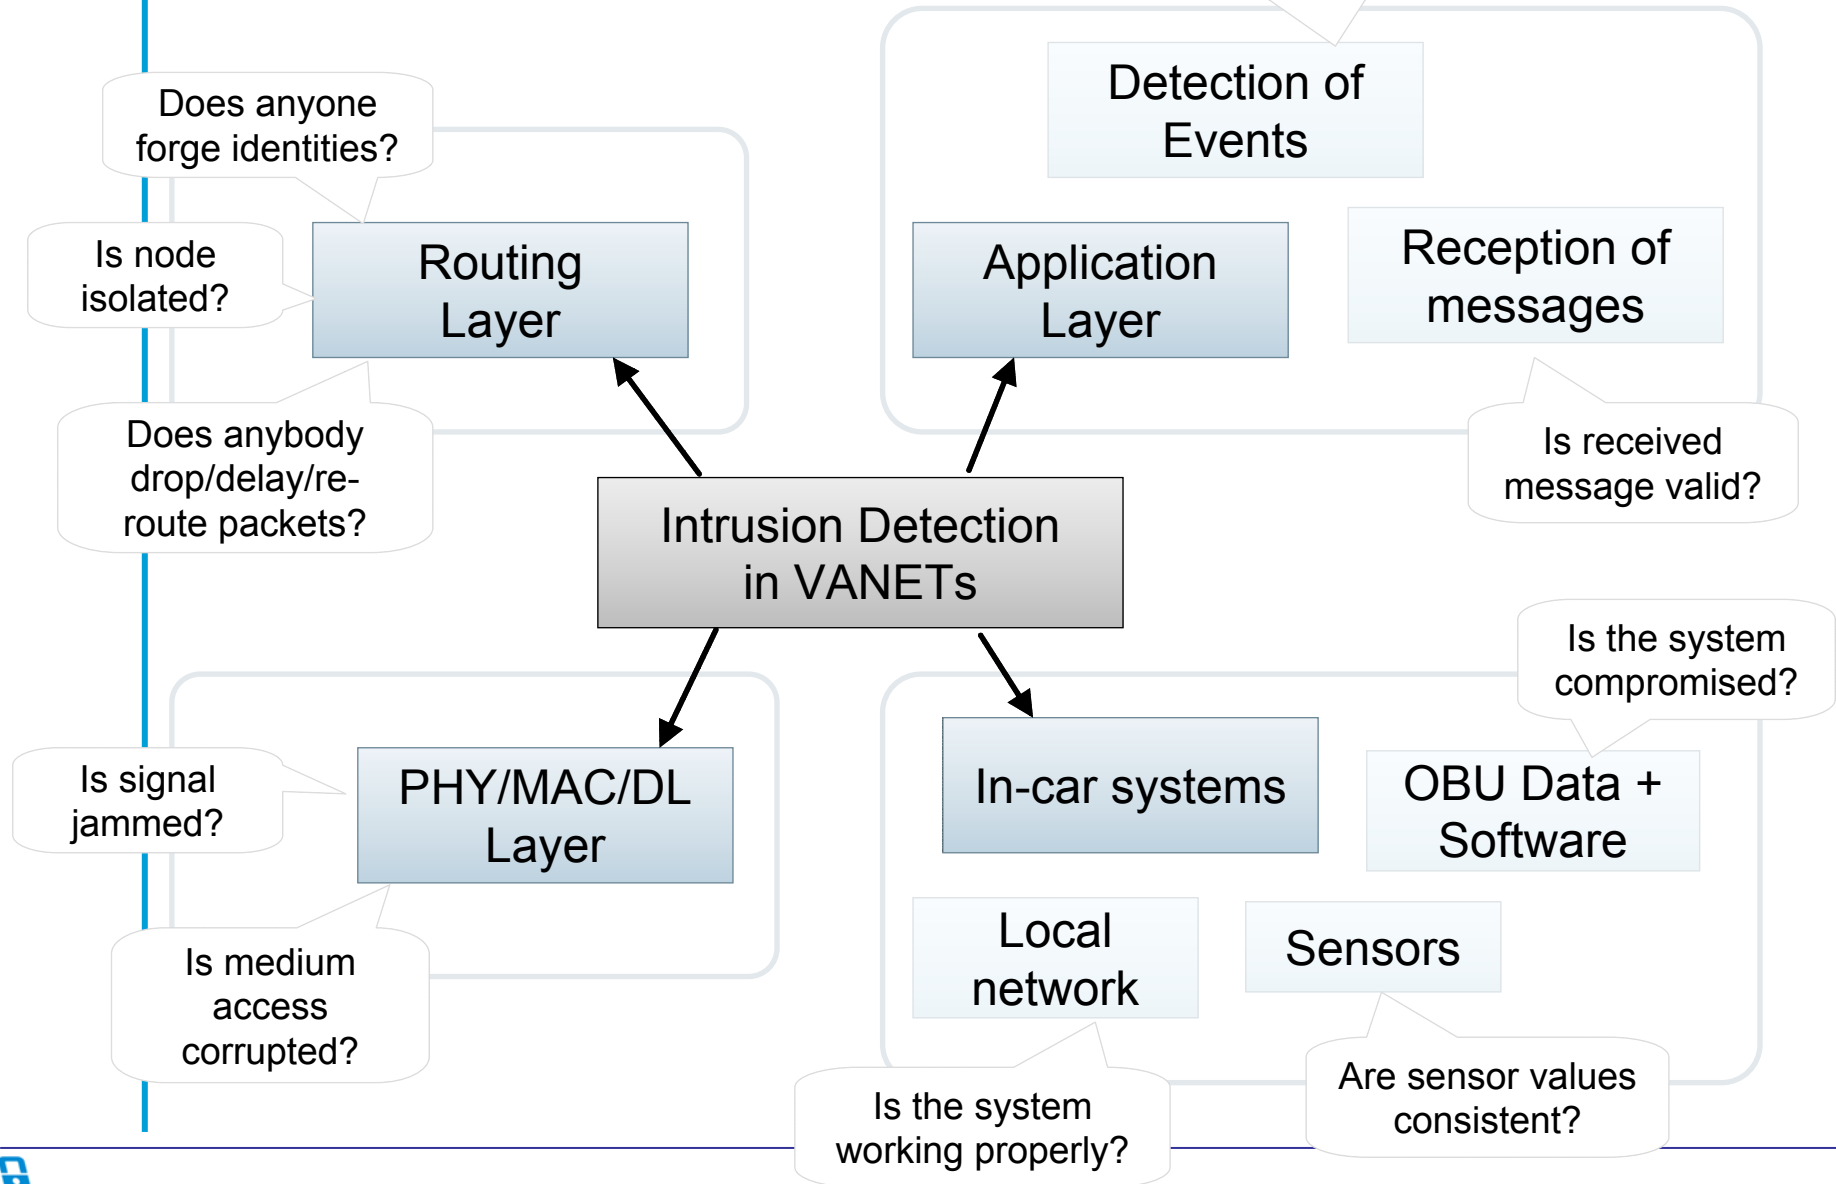 Does anyone
forge identities?
Is node
isolated?
Routing
Layer
Does anybody
drop/delay/re-
route packets?
Detection of
Events
Application
Layer
Reception of
messages
Is received
message valid?
Intrusion Detection
in VANETs
Is signal
jammed?
PHY/MAC/DL
Layer
Is medium
access
corrupted?
Is the system
compromised?
In-car systems
OBU Data +
Software
Local
network
Sensors
Is the system
working properly?
Are sensor values
consistent?